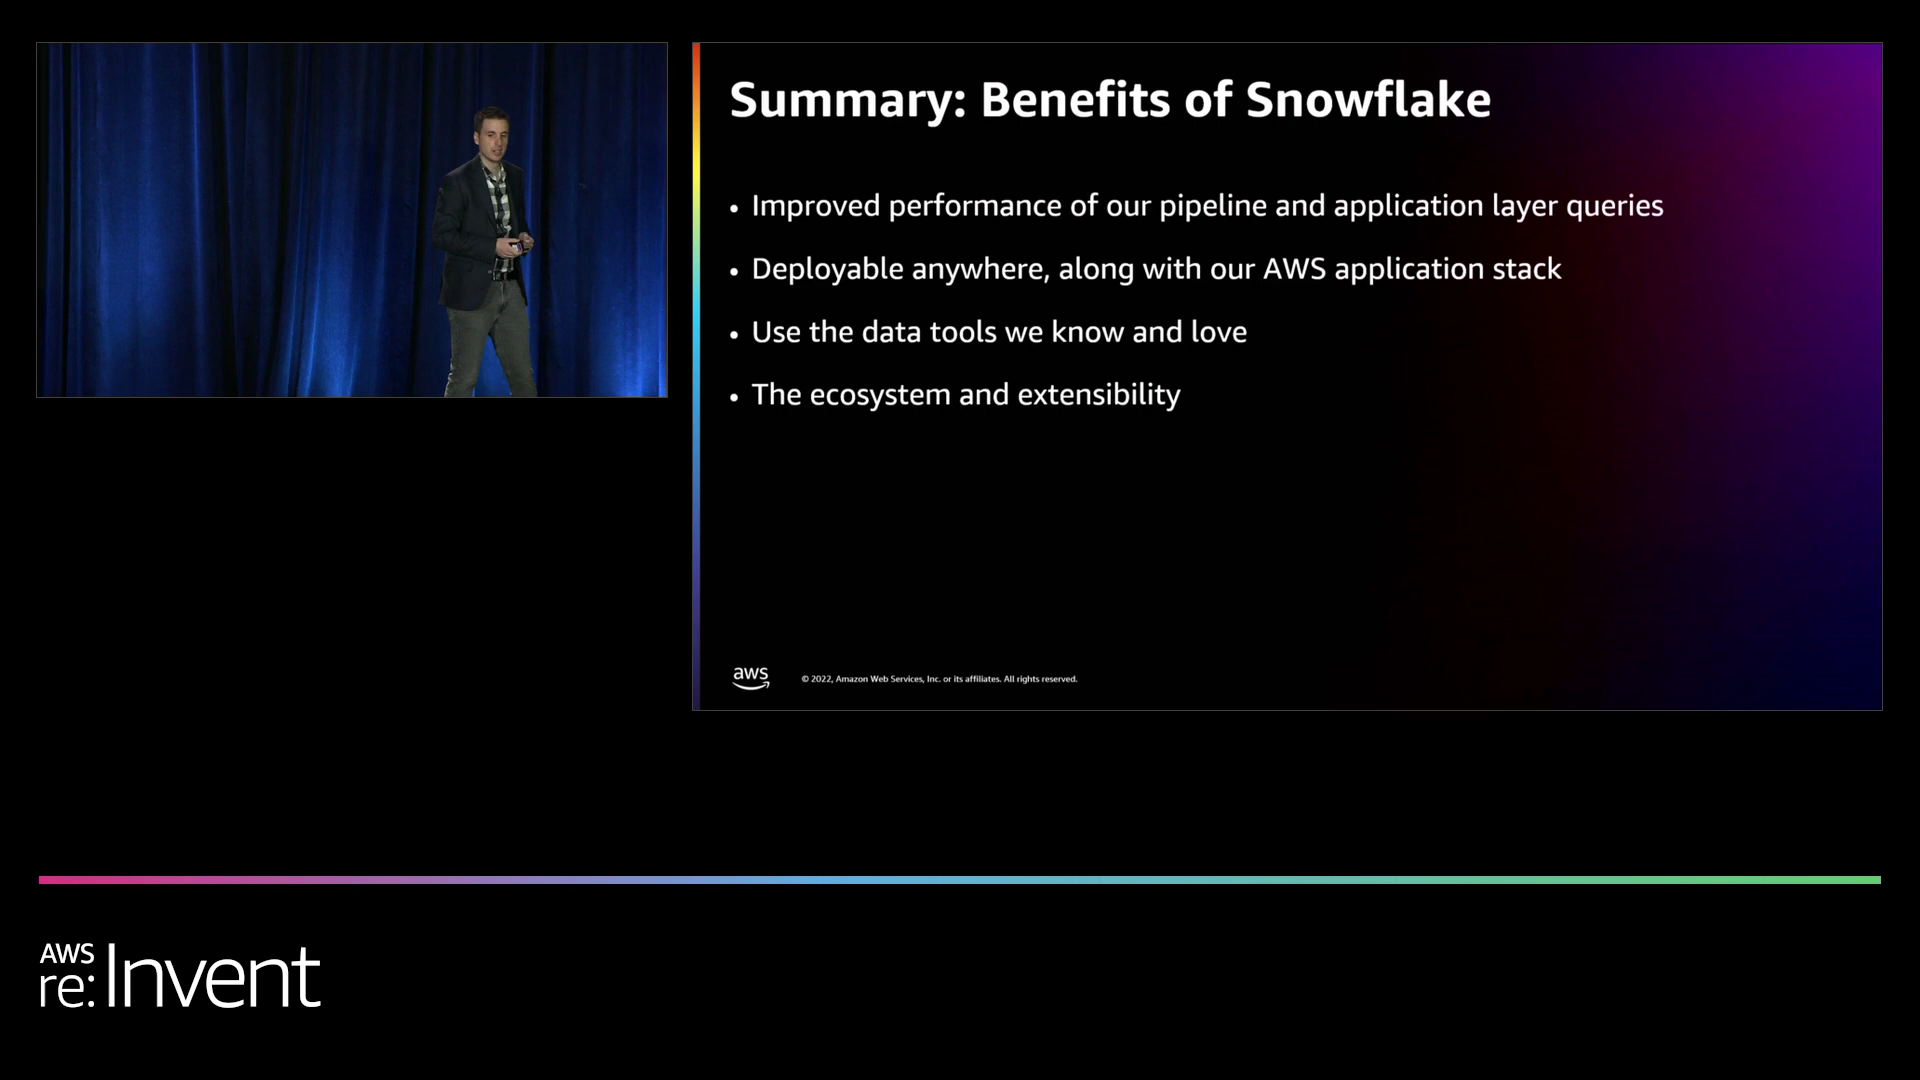 Summary: Benefits of Snowflake
• Improved performance of our pipeline and application layer queries
• Deployable anywhere, along with our AWS application stack
• Use the data tools we know and love
• The ecosystem and extensibility
aws
© 2022, Amazon Web Services, Inc. or its affiliates. All rights reserved.
AWS
re:Invent